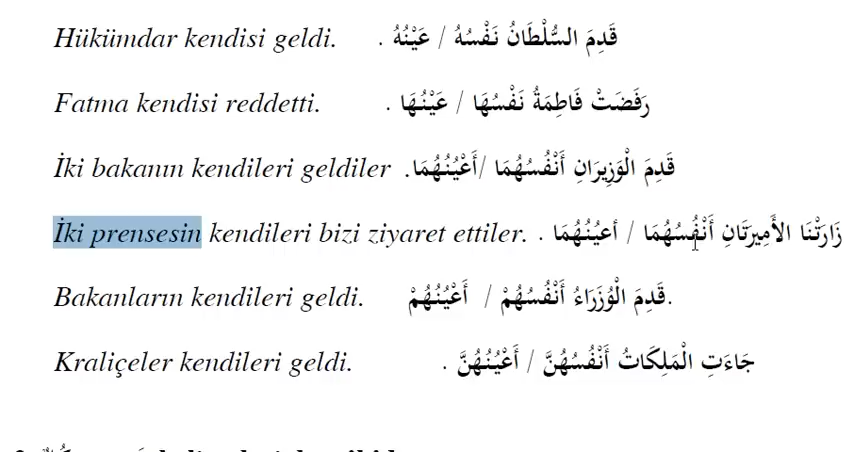 Hükümdar kendisi geldi. قَدِمَ السُّلْطَانُ نَفْسُهُ / عَيْنُهُ .
Fatma kendisi reddetti. رَفَضَتْ فَاطِمَةُ نَفْسُهَا / عَيْنُهَا .
İki bakanın kendileri geldiler قَدِمَ الْوَزِيرَانِ أَنْفُسُهُمَا /أَعْيُنُهُمَا .
İki prensesin kendileri bizi ziyaret ettiler. زَارَتْنَا الأَمِيرَتَانِ أَنْفُسُهُمَا / أعيُنُهُمَا .
Bakanların kendileri geldi. قَدِمَ الْوُزَرَاءُ أَنْفُسُهُمْ / أَعْيُنُهُمْ.
Kraliçeler kendileri geldi. جَاءَتِ الْمَلِكَاتُ أَنْفُسُهُنَّ / أَعْيُنُهُنَّ .